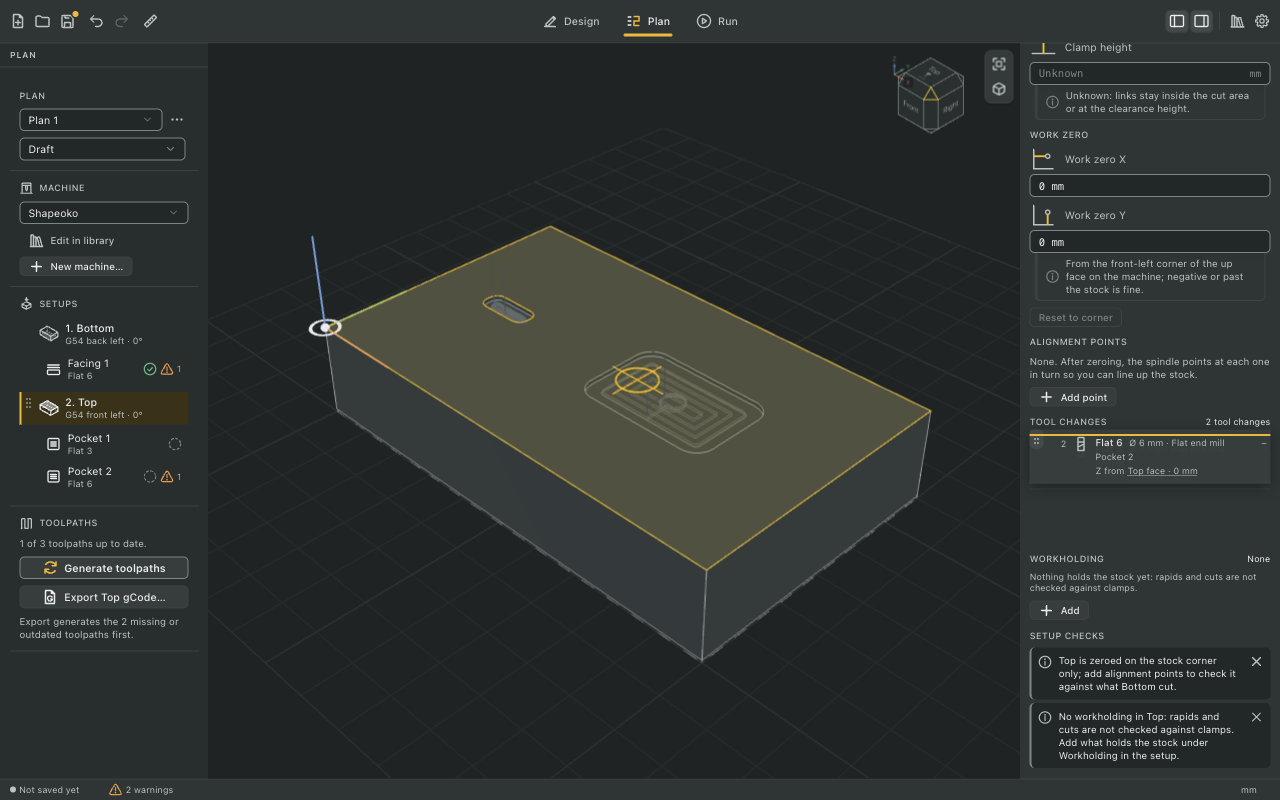 Design
Plan
Run
PLAN
PLAN
Plan 1
Draft
MACHINE
Shapeoko
Edit in library
New machine...
SETUPS
1. Bottom
G54 back left · 0°
Facing 1
Flat 6
1
2. Top
G54 front left · 0°
Pocket 1
Flat 3
Pocket 2
Flat 6
1
TOOLPATHS
1 of 3 toolpaths up to date.
Generate toolpaths
Export Top gCode...
Export generates the 2 missing or
outdated toolpaths first.
Top
Front
Right
Clamp height
Unknown mm
Unknown: links stay inside the cut area
or at the clearance height.
WORK ZERO
Work zero X
0 mm
Work zero Y
0 mm
From the front-left corner of the up
face on the machine; negative or past
the stock is fine.
Reset to corner
ALIGNMENT POINTS
None. After zeroing, the spindle points at each one
in turn so you can line up the stock.
Add point
TOOL CHANGES 2 tool changes
2 Flat 6 Ø 6 mm · Flat end mill –
Pocket 2
Z from Top face · 0 mm
WORKHOLDING None
Nothing holds the stock yet: rapids and cuts are not
checked against clamps.
Add
SETUP CHECKS
Top is zeroed on the stock corner
only; add alignment points to check it
against what Bottom cut.
No workholding in Top: rapids and
cuts are not checked against clamps.
Add what holds the stock under
Workholding in the setup.
Not saved yet
2 warnings
mm